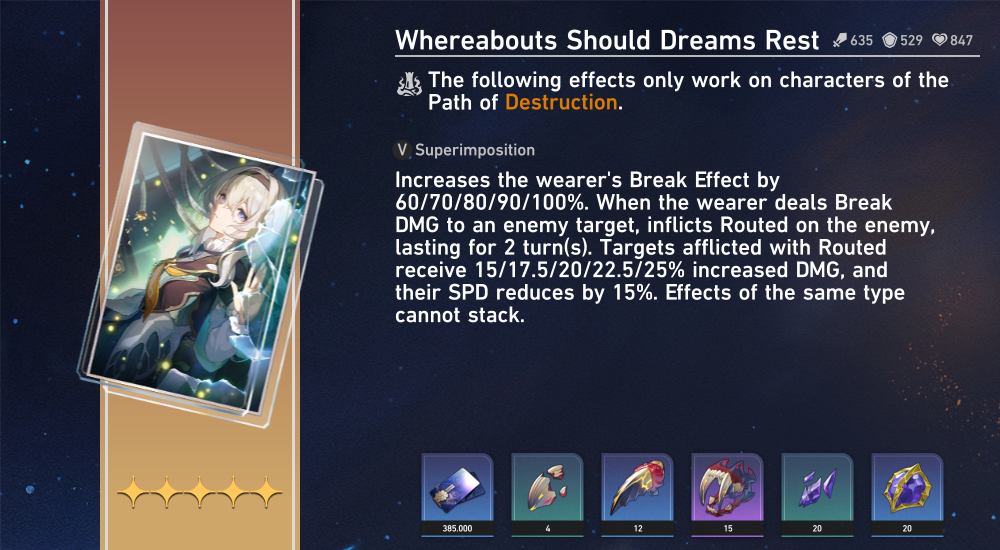 Whereabouts Should Dreams Rest 635 529 847
The following effects only work on characters of the
Path of Destruction.
V Superimposition
Increases the wearer's Break Effect by
60/70/80/90/100%. When the wearer deals Break
DMG to an enemy target, inflicts Routed on the enemy,
lasting for 2 turn(s). Targets afflicted with Routed
receive 15/17.5/20/22.5/25% increased DMG, and
their SPD reduces by 15%. Effects of the same type
cannot stack.
385.000 4 12 15 20 20